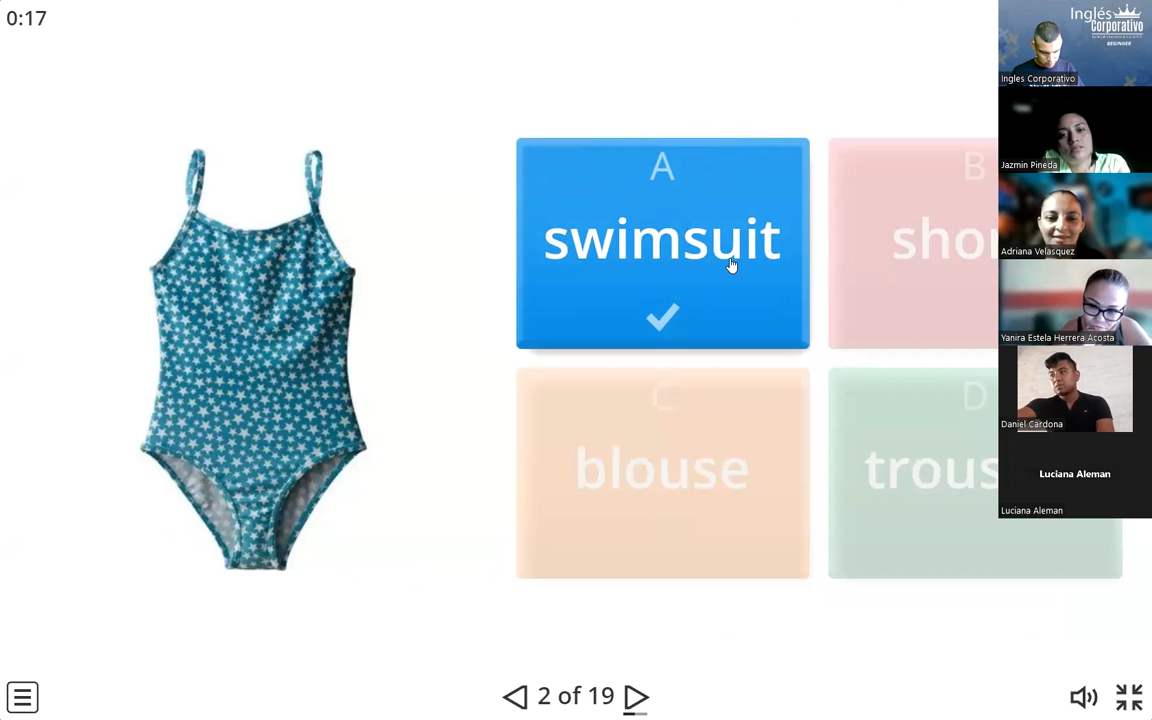 0:17
A
swimsuit
B
C
blouse
D
2 of 19
Inglés
Corporativo
BEGINNER
Ingles Corporativo
Jazmin Pineda
Adriana Velasquez
Yanira Estela Herrera Acosta
Daniel Cardona
Luciana Aleman
Luciana Aleman